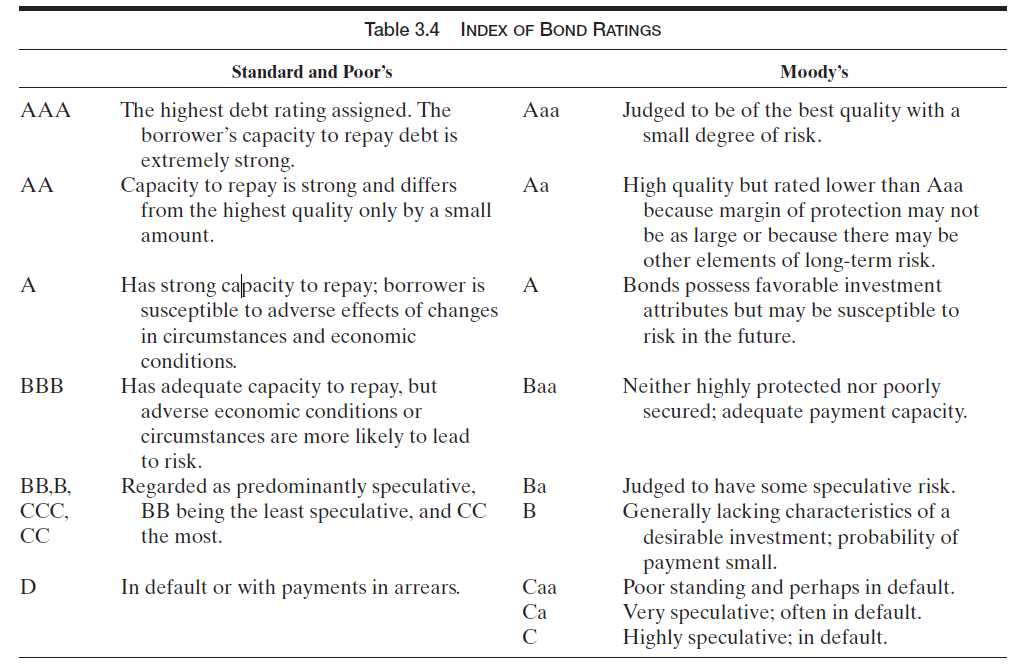 Table 3.4 INDEX OF BOND RATINGS
Standard and Poor's Moody's
AAA The highest debt rating assigned. The
borrower's capacity to repay debt is
extremely strong.
Aaa Judged to be of the best quality with a
small degree of risk.
AA Capacity to repay is strong and differs
from the highest quality only by a small
amount.
Aa High quality but rated lower than Aaa
because margin of protection may not
be as large or because there may be
other elements of long-term risk.
A Has strong capacity to repay; borrower is
susceptible to adverse effects of changes
in circumstances and economic
conditions.
A Bonds possess favorable investment
attributes but may be susceptible to
risk in the future.
BBB Has adequate capacity to repay, but
adverse economic conditions or
circumstances are more likely to lead
to risk.
Baa Neither highly protected nor poorly
secured; adequate payment capacity.
BB,B, Regarded as predominantly speculative,
CCC, BB being the least speculative, and CC
CC the most.
Ba Judged to have some speculative risk.
B Generally lacking characteristics of a
desirable investment; probability of
payment small.
D In default or with payments in arrears.
Caa Poor standing and perhaps in default.
Ca Very speculative; often in default.
C Highly speculative; in default.